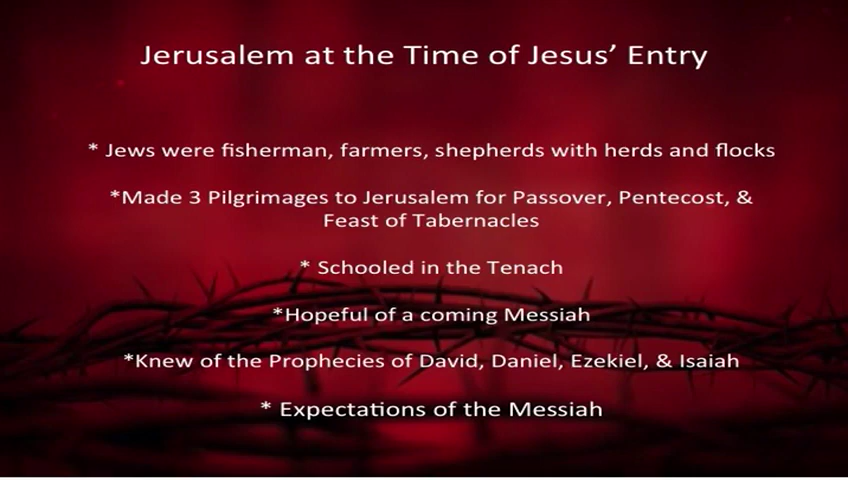 Jerusalem at the Time of Jesus’ Entry
* Jews were fisherman, farmers, shepherds with herds and flocks
*Made 3 Pilgrimages to Jerusalem for Passover, Pentecost, &
Feast of Tabernacles
* Schooled in the Tenach
*Hopeful of a coming Messiah
*Knew of the Prophecies of David, Daniel, Ezekiel, & Isaiah
* Expectations of the Messiah